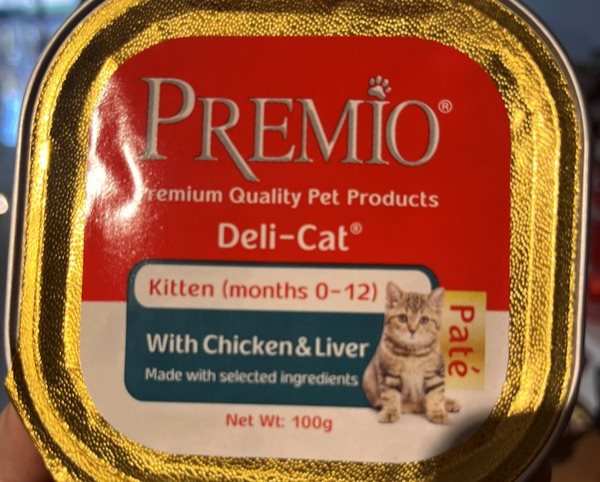 PREMIO®
Premium Quality Pet Products
Deli-Cat®
Kitten (months 0-12)
With Chicken & Liver
Made with selected ingredients
Paté
Net Wt: 100g